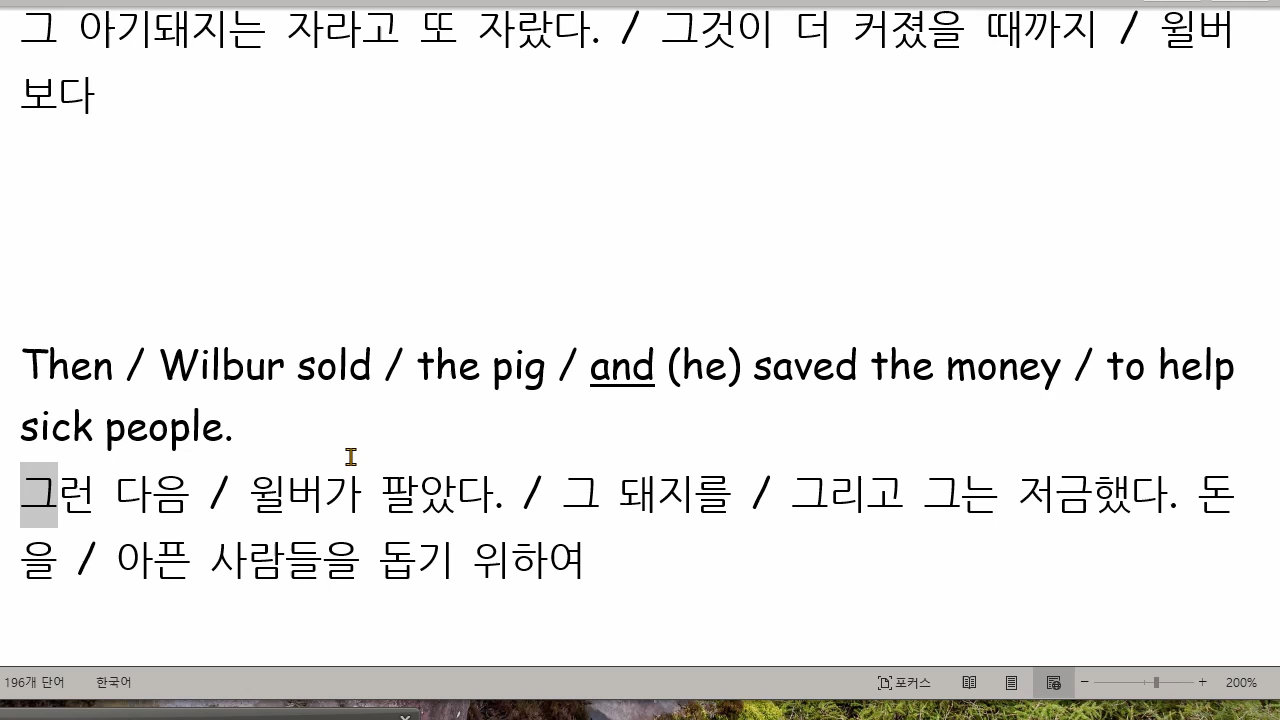 그 아기돼지는 자라고 또 자랐다. / 그것이 더 커졌을 때까지 / 윌버
보다
Then / Wilbur sold / the pig / and (he) saved the money / to help
sick people.
그런 다음 / 윌버가 팔았다. / 그 돼지를 / 그리고 그는 저금했다. 돈
을 / 아픈 사람들을 돕기 위하여
196개 단어 한국어 포커스 200%